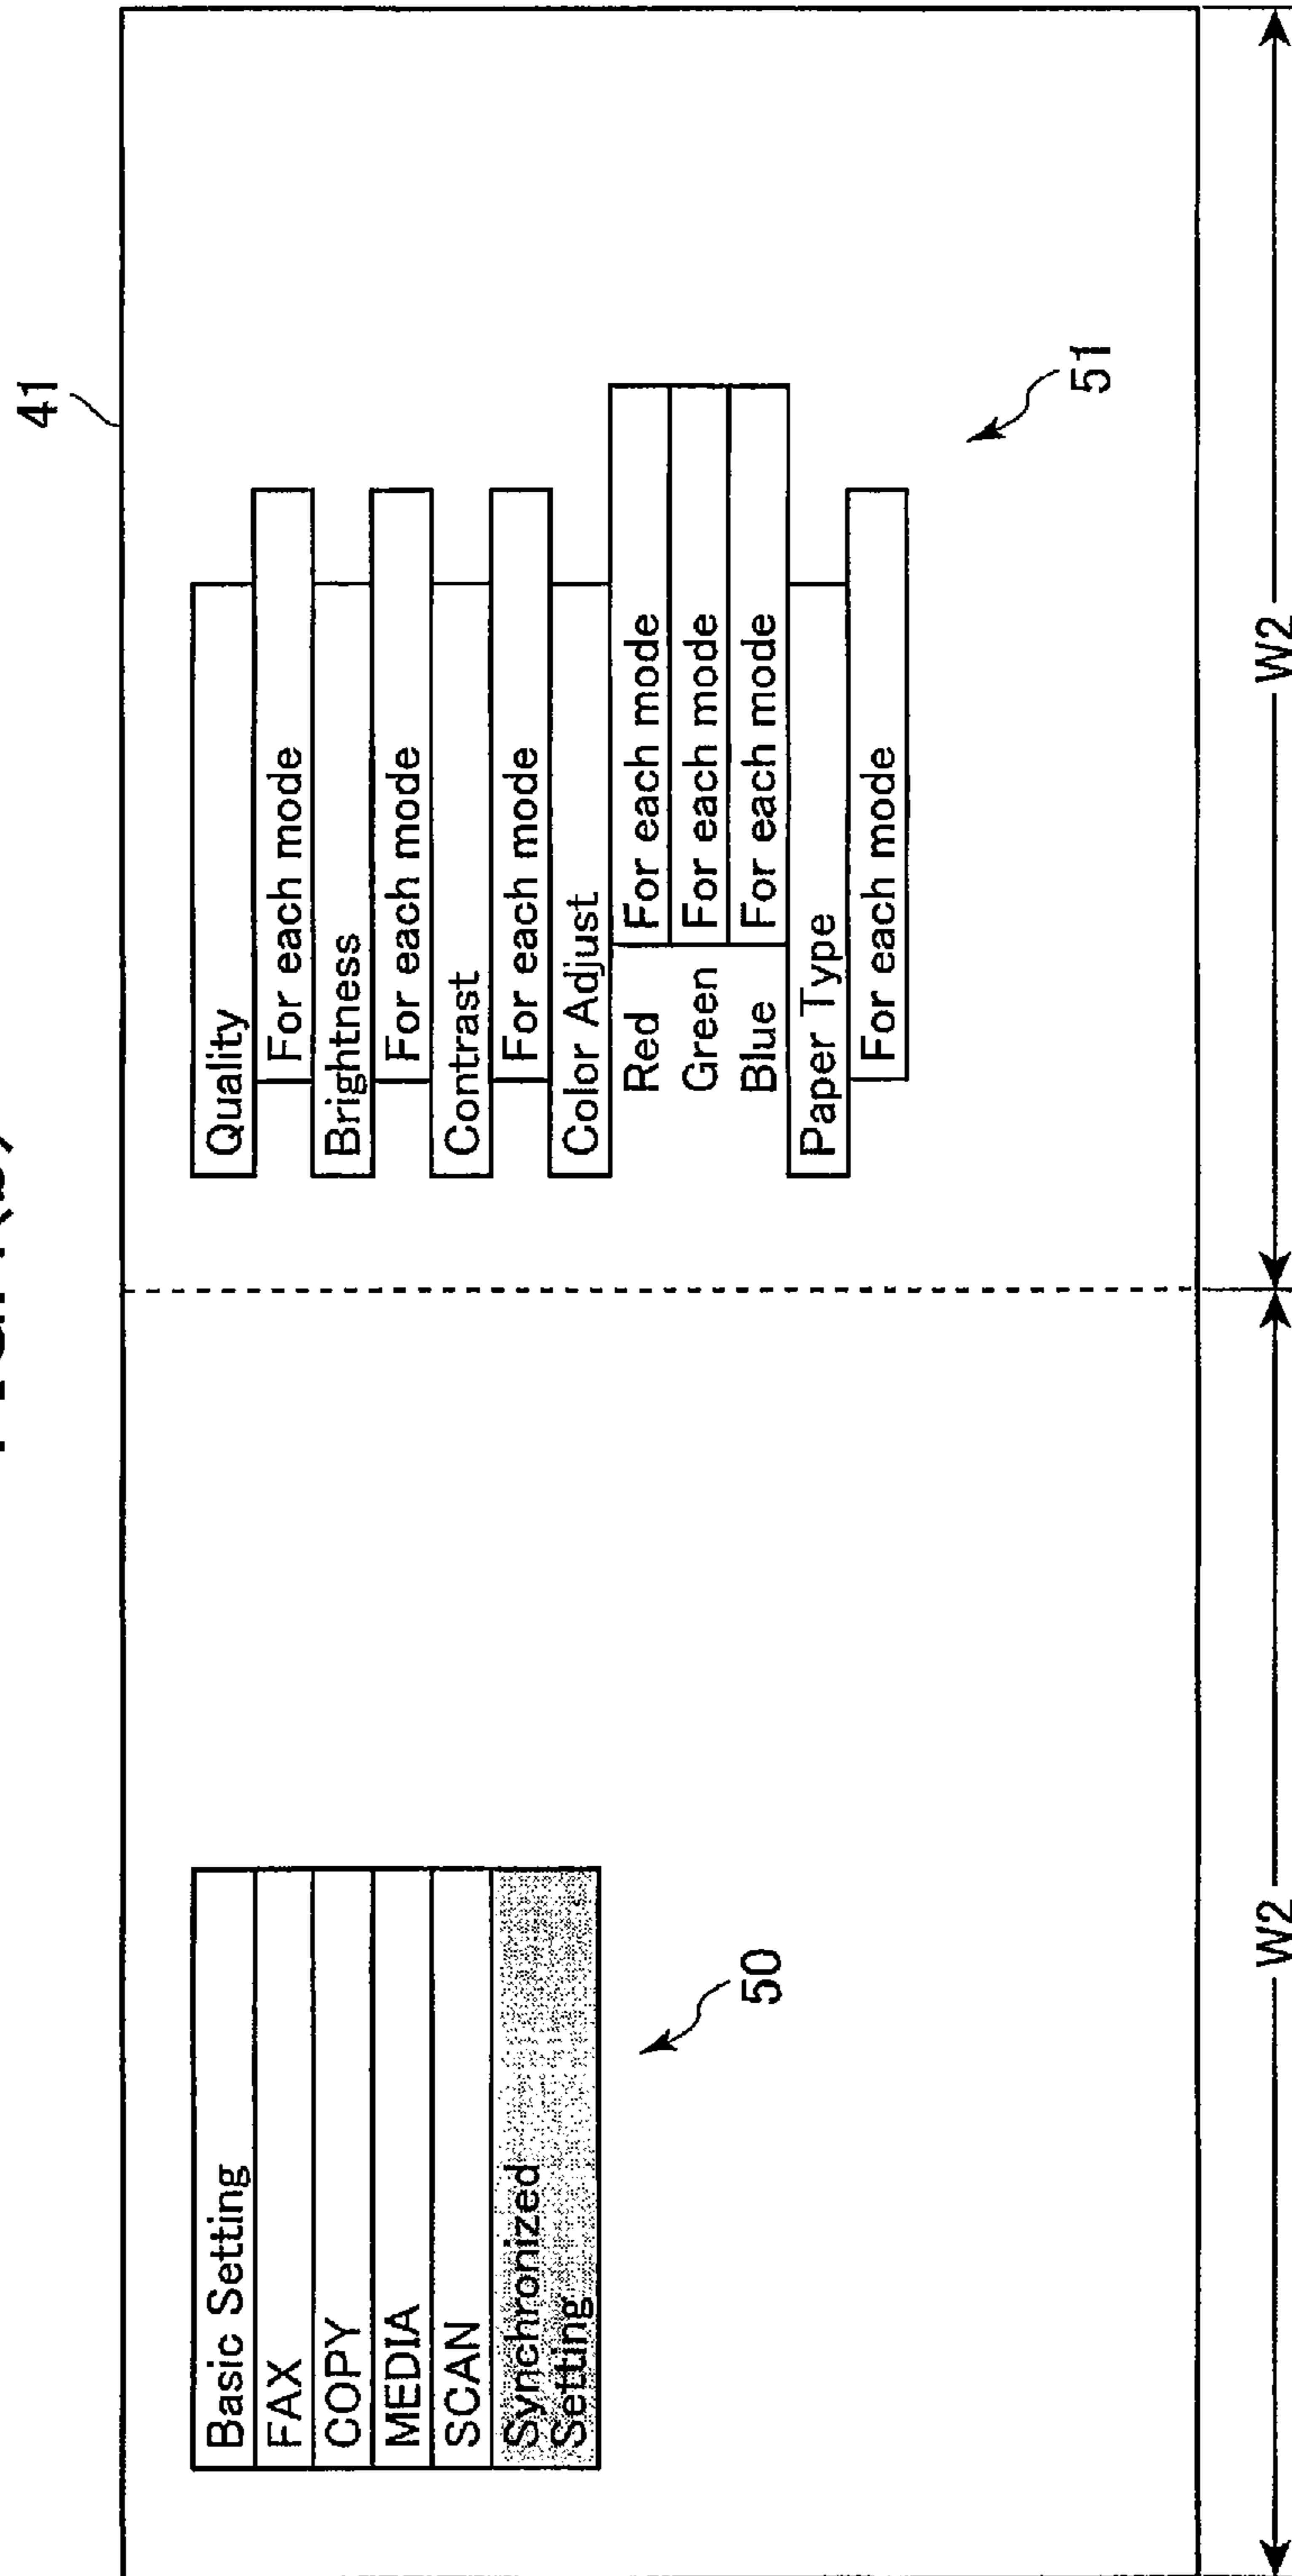 41
Basic Setting
FAX
COPY
MEDIA
SCAN
Synchronized
Setting
50
Quality
For each mode
Brightness
For each mode
Contrast
For each mode
Color Adjust
Red For each mode
Green For each mode
Blue For each mode
Paper Type
For each mode
51
W2
W2